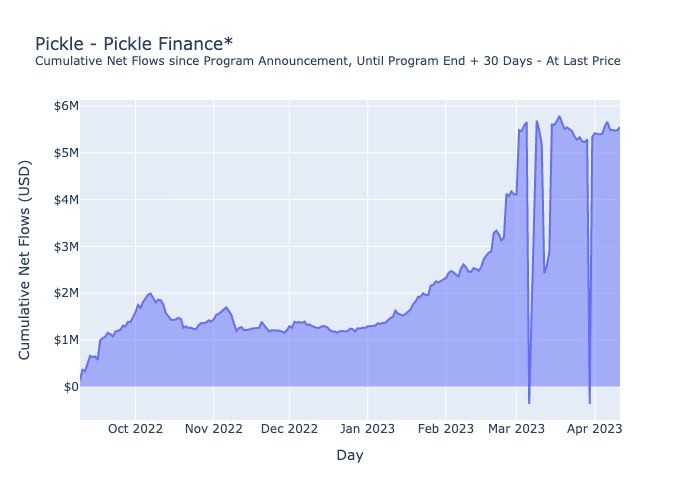 Pickle - Pickle Finance*
Cumulative Net Flows since Program Announcement, Until Program End + 30 Days - At Last Price
Cumulative Net Flows (USD)
$6M
$5M
$4M
$3M
$2M
$1M
$0
Oct 2022
Nov 2022
Dec 2022
Jan 2023
Feb 2023
Mar 2023
Apr 2023
Day